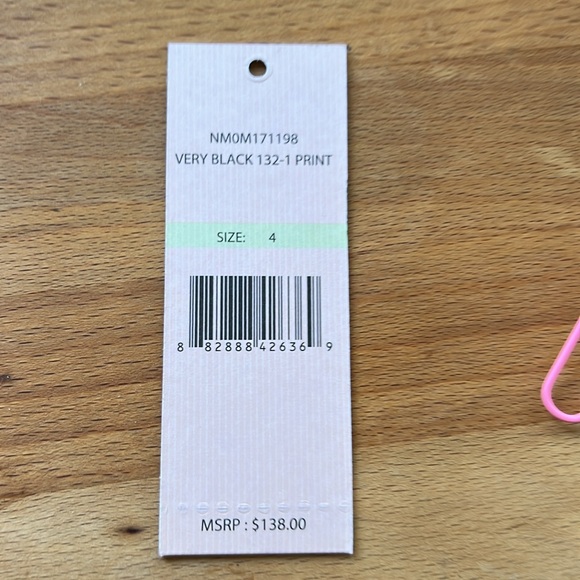 NM0M171198
VERY BLACK 132-1 PRINT
SIZE: 4
8 82888 42636 9
MSRP : $138.00